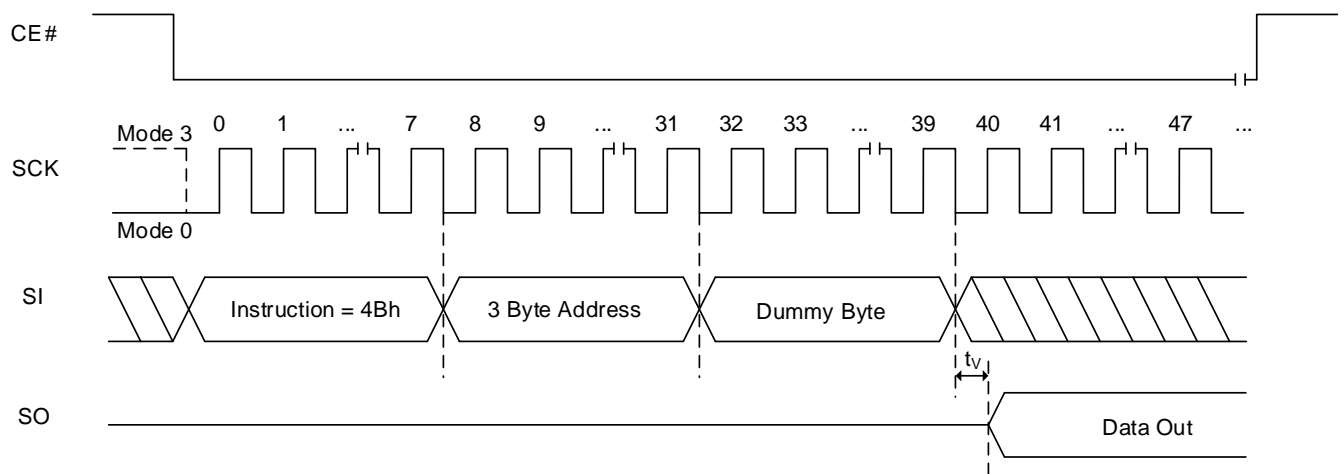 CE#
Mode 3 0 1 ... 7 8 9 ... 31 32 33 ... 39 40 41 ... 47 ...
SCK
Mode 0
SI Instruction = 4Bh 3 Byte Address Dummy Byte
tV
SO Data Out